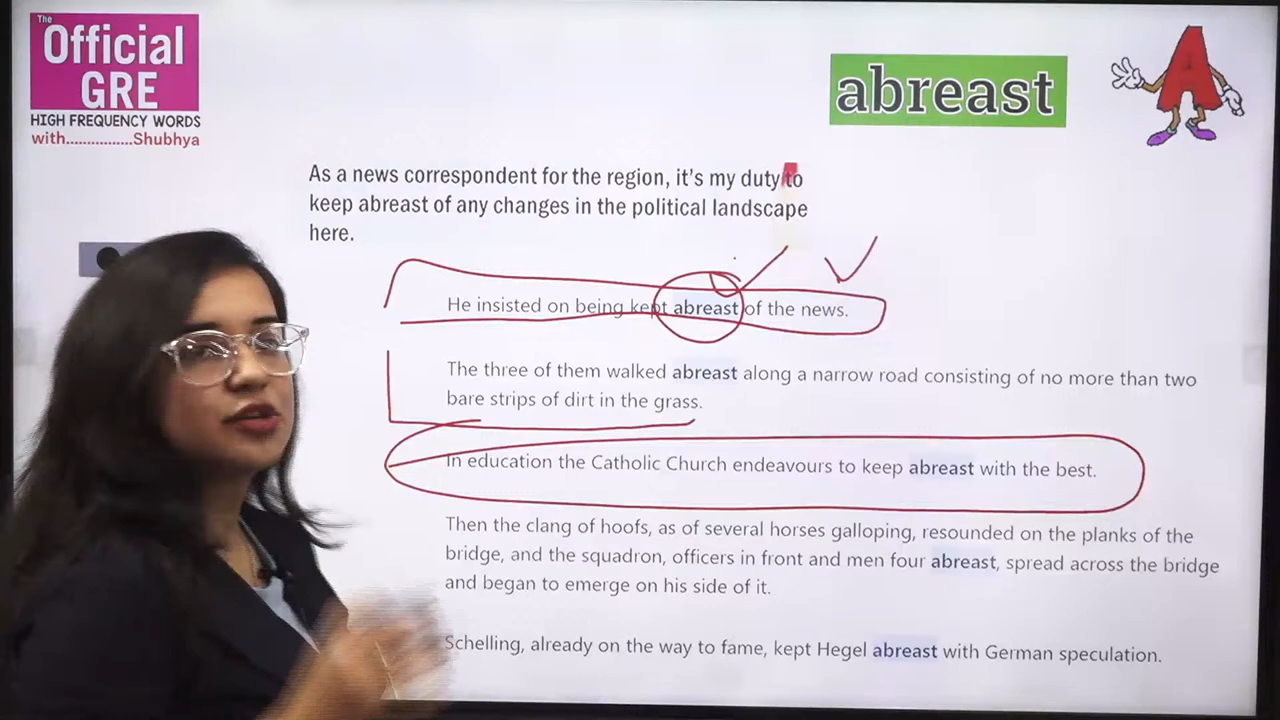 The
Official
GRE
HIGH FREQUENCY WORDS
with................Shubhya
abreast
A
As a news correspondent for the region, it's my duty to
keep abreast of any changes in the political landscape
here.
He insisted on being kept abreast of the news.
The three of them walked abreast along a narrow road consisting of no more than two
bare strips of dirt in the grass.
In education the Catholic Church endeavours to keep abreast with the best.
Then the clang of hoofs, as of several horses galloping, resounded on the planks of the
bridge, and the squadron, officers in front and men four abreast, spread across the bridge
and began to emerge on his side of it.
Schelling, already on the way to fame, kept Hegel abreast with German speculation.